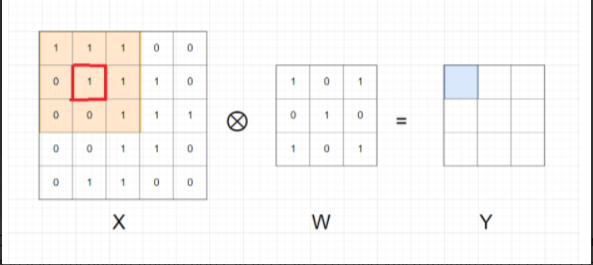 1 1 1 0 0
0 1 1 1 0
0 0 1 1 1
0 0 1 1 0
0 1 1 0 0
⊗
1 0 1
0 1 0
1 0 1
=
X W Y